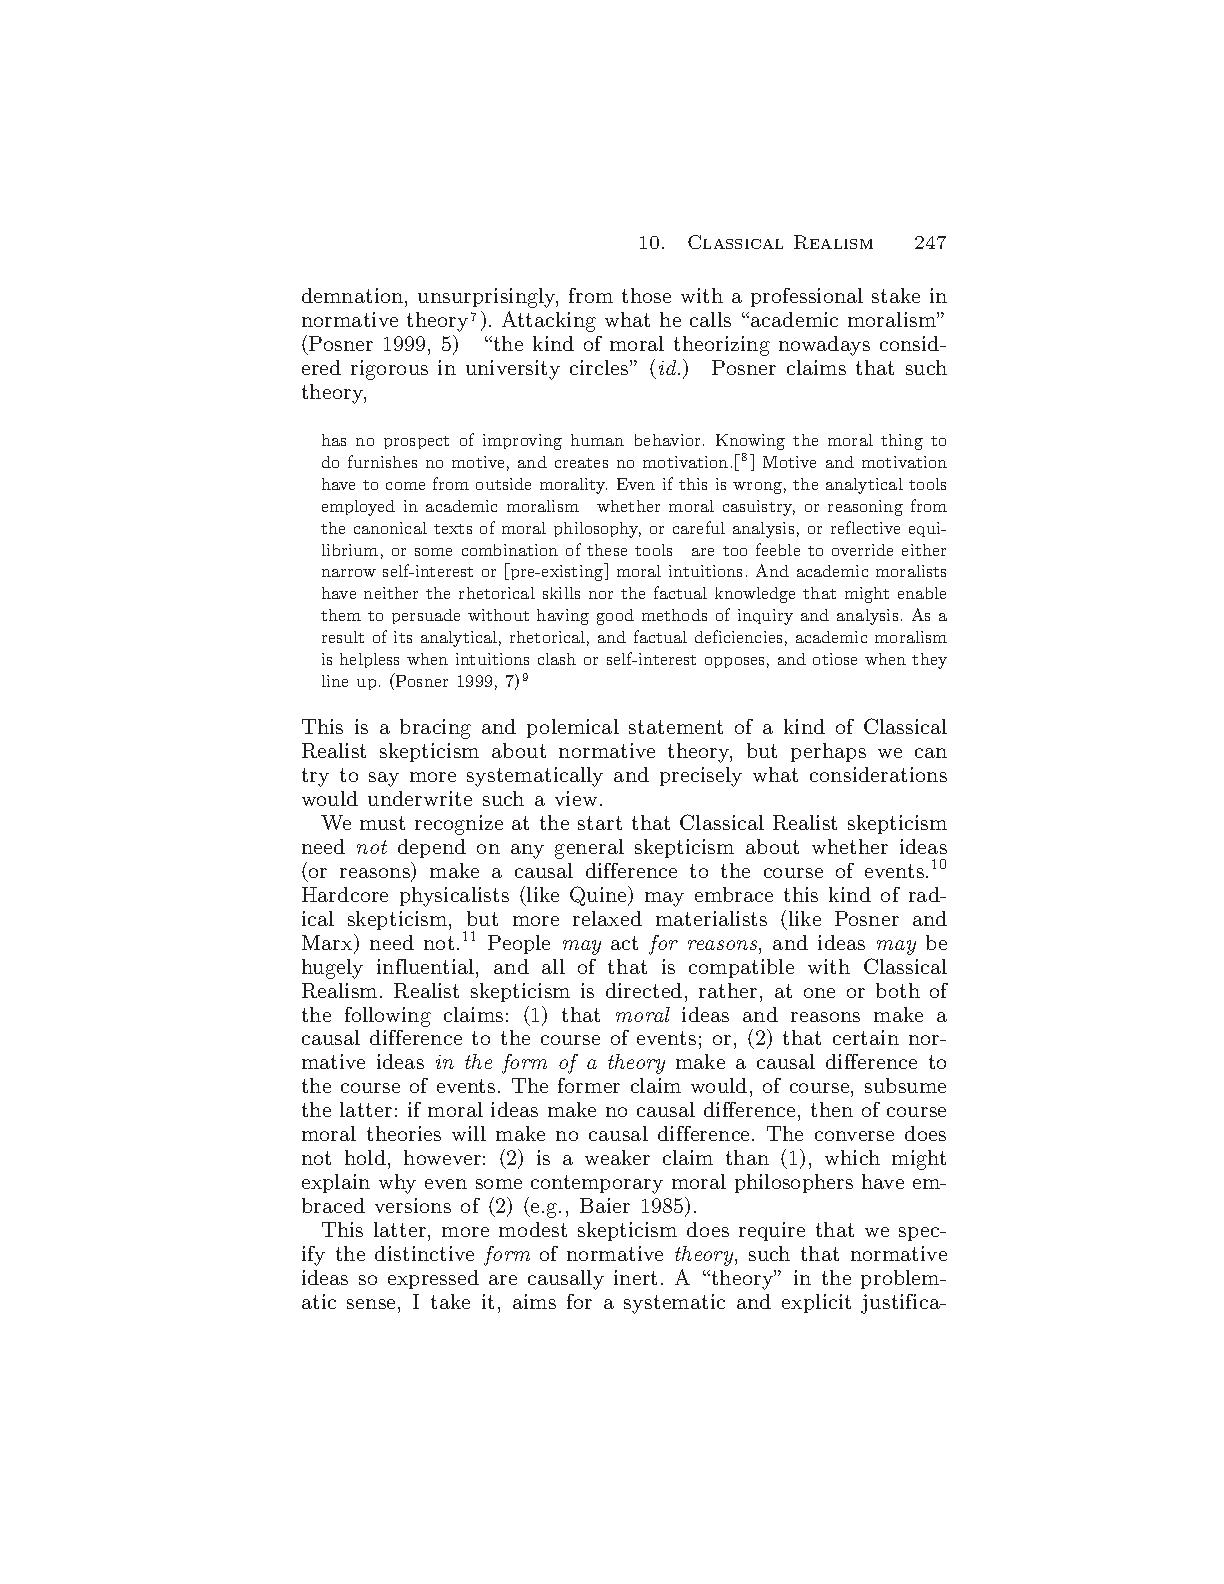 10. Classical Realism 247
demnation, unsurprisingly, from those with a professional stake in
normative theory⁷). Attacking what he calls “academic moralism”
(Posner 1999, 5) “the kind of moral theorizing nowadays consid-
ered rigorous in university circles” (id.) Posner claims that such
theory,
has no prospect of improving human behavior. Knowing the moral thing to
do furnishes no motive, and creates no motivation.[⁸] Motive and motivation
have to come from outside morality. Even if this is wrong, the analytical tools
employed in academic moralism whether moral casuistry, or reasoning from
the canonical texts of moral philosophy, or careful analysis, or reflective equi-
librium, or some combination of these tools are too feeble to override either
narrow self-interest or [pre-existing] moral intuitions. And academic moralists
have neither the rhetorical skills nor the factual knowledge that might enable
them to persuade without having good methods of inquiry and analysis. As a
result of its analytical, rhetorical, and factual deficiencies, academic moralism
is helpless when intuitions clash or self-interest opposes, and otiose when they
line up. (Posner 1999, 7)⁹
This is a bracing and polemical statement of a kind of Classical
Realist skepticism about normative theory, but perhaps we can
try to say more systematically and precisely what considerations
would underwrite such a view.
We must recognize at the start that Classical Realist skepticism
need not depend on any general skepticism about whether ideas
(or reasons) make a causal difference to the course of events.¹⁰
Hardcore physicalists (like Quine) may embrace this kind of rad-
ical skepticism, but more relaxed materialists (like Posner and
Marx) need not.¹¹ People may act for reasons, and ideas may be
hugely influential, and all of that is compatible with Classical
Realism. Realist skepticism is directed, rather, at one or both of
the following claims: (1) that moral ideas and reasons make a
causal difference to the course of events; or, (2) that certain nor-
mative ideas in the form of a theory make a causal difference to
the course of events. The former claim would, of course, subsume
the latter: if moral ideas make no causal difference, then of course
moral theories will make no causal difference. The converse does
not hold, however: (2) is a weaker claim than (1), which might
explain why even some contemporary moral philosophers have em-
braced versions of (2) (e.g., Baier 1985).
This latter, more modest skepticism does require that we spec-
ify the distinctive form of normative theory, such that normative
ideas so expressed are causally inert. A “theory” in the problem-
atic sense, I take it, aims for a systematic and explicit justifica-